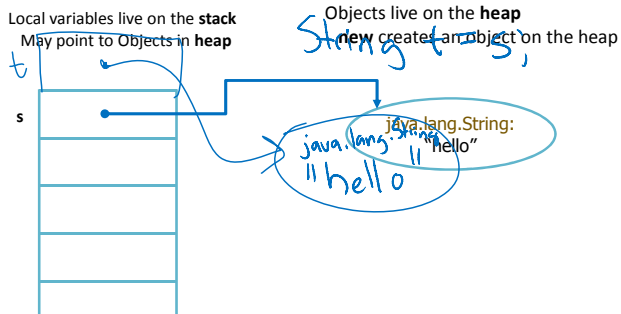 Local variables live on the stack
May point to Objects in heap
Objects live on the heap
new creates an object on the heap
String t = s;
t
s
java.lang.String:
"hello"
java.lang.String
"hello"